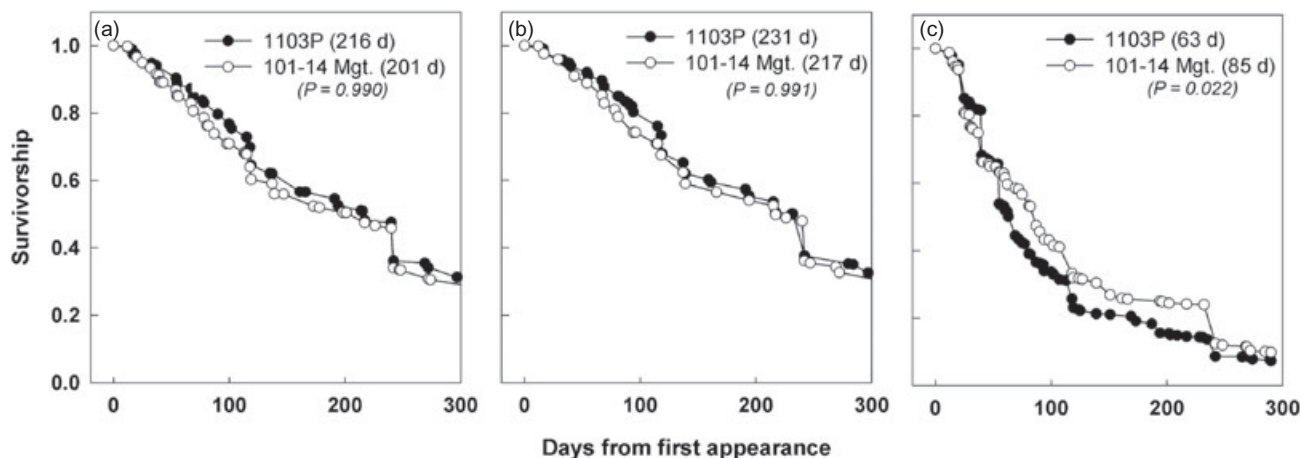 (a)
1103P (216 d)
101-14 Mgt. (201 d)
(P = 0.990)
(b)
1103P (231 d)
101-14 Mgt. (217 d)
(P = 0.991)
(c)
1103P (63 d)
101-14 Mgt. (85 d)
(P = 0.022)
Survivorship
1.0
0.8
0.6
0.4
0.2
0.0
0 100 200 300
0 100 200 300
0 100 200 300
Days from first appearance